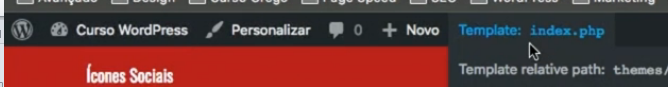 Curso WordPress Personalizar 0 Novo Template: index.php
Ícones Sociais
Template relative path: themes/